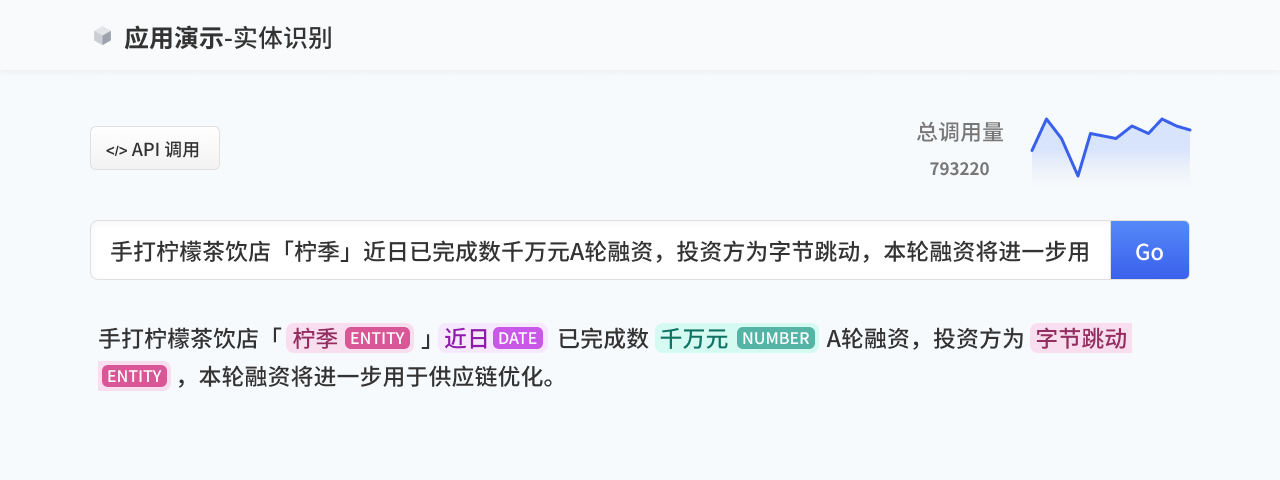 应用演示-实体识别
</> API 调用
总调用量
793220
手打柠檬茶饮店「柠季」近日已完成数千万元A轮融资，投资方为字节跳动，本轮融资将进一步用
Go
手打柠檬茶饮店「 柠季 ENTITY 」近日 DATE 已完成数 千万元 NUMBER A轮融资，投资方为 字节跳动
ENTITY ，本轮融资将进一步用于供应链优化。